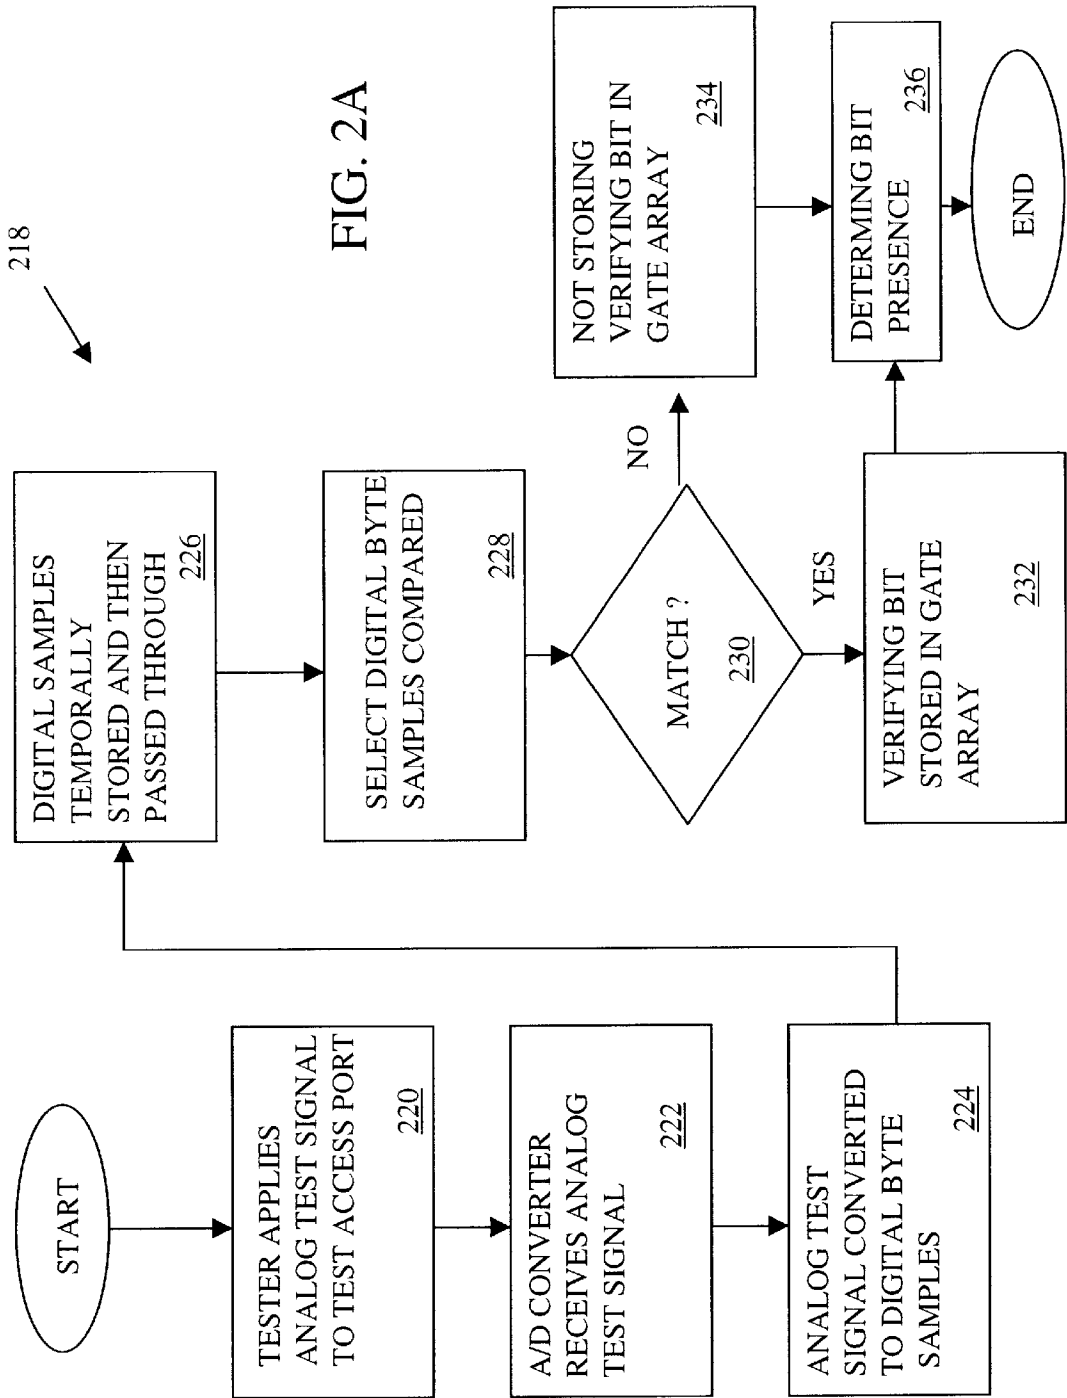 218
START
TESTER APPLIES
ANALOG TEST SIGNAL
TO TEST ACCESS PORT
220
A/D CONVERTER
RECEIVES ANALOG
TEST SIGNAL
222
ANALOG TEST
SIGNAL CONVERTED
TO DIGITAL BYTE
SAMPLES
224
DIGITAL SAMPLES
TEMPORALLY
STORED AND THEN
PASSED THROUGH
226
SELECT DIGITAL BYTE
SAMPLES COMPARED
228
MATCH ?
230
NO
YES
VERIFYING BIT
STORED IN GATE
ARRAY
232
NOT STORING
VERIFYING BIT IN
GATE ARRAY
234
DETERMINING BIT
PRESENCE
236
END
FIG. 2A